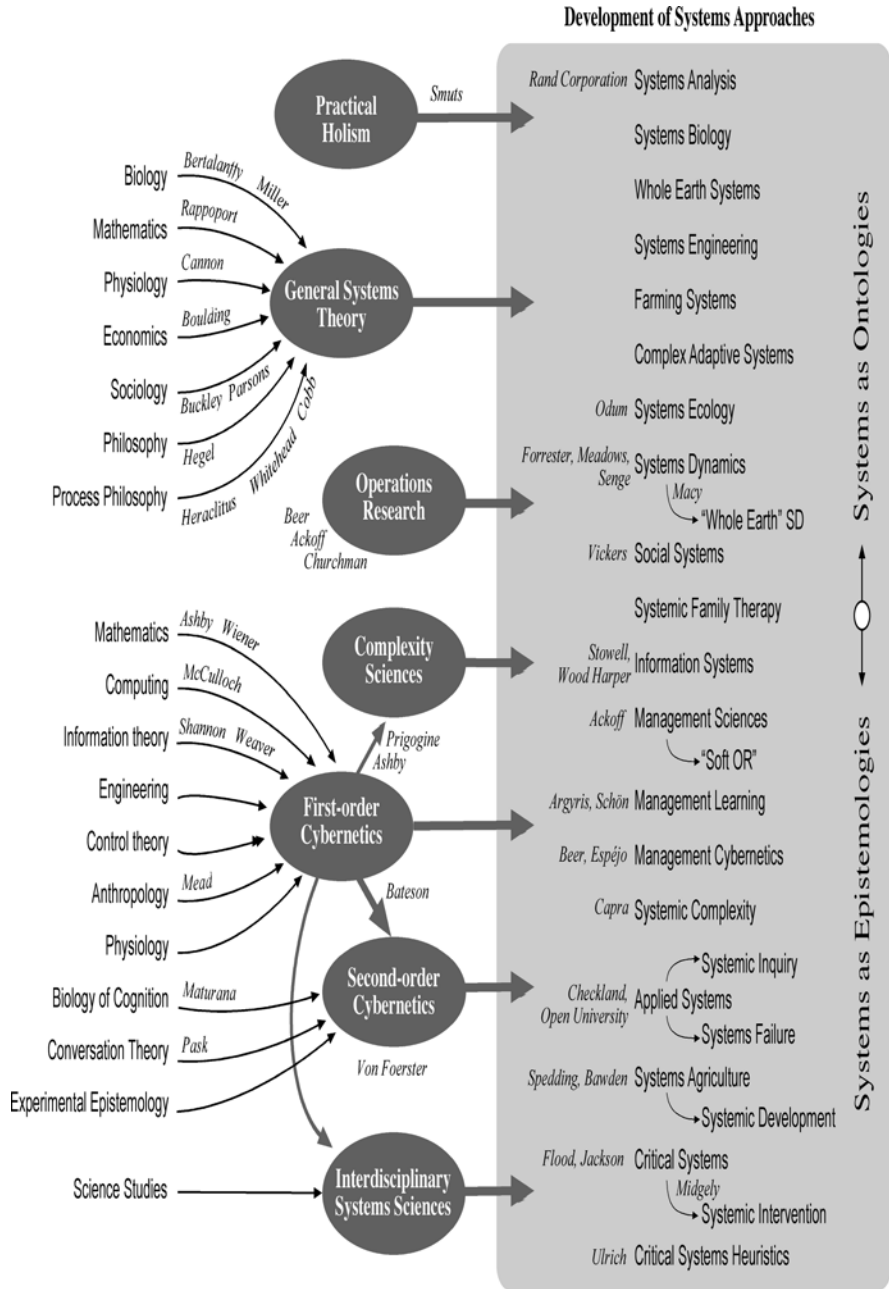 Development of Systems Approaches
Practical
Holism
Smuts
Biology
Bertalanffy Miller
Mathematics
Rappoport
Physiology
Cannon
Economics
Boulding
Sociology
Buckley Parsons
Philosophy
Hegel
Process Philosophy
Heraclitus Whitehead Cobb
General Systems
Theory
Operations
Research
Beer
Ackoff
Churchman
Mathematics
Ashby Wiener
Computing
McCulloch
Information theory
Shannon Weaver
Engineering
Control theory
Anthropology
Mead
Physiology
Complexity
Sciences
Prigogine
Ashby
First-order
Cybernetics
Bateson
Biology of Cognition
Maturana
Conversation Theory
Pask
Experimental Epistemology
Second-order
Cybernetics
Von Foerster
Science Studies
Interdisciplinary
Systems Sciences
Rand Corporation Systems Analysis
Systems Biology
Whole Earth Systems
Systems Engineering
Farming Systems
Complex Adaptive Systems
Odum Systems Ecology
Forrester, Meadows,
Senge
Systems Dynamics
Macy
"Whole Earth" SD
Vickers Social Systems
Systemic Family Therapy
Stowell,
Wood Harper
Information Systems
Ackoff Management Sciences
"Soft OR"
Argyris, Schön Management Learning
Beer, Espéjo Management Cybernetics
Capra Systemic Complexity
Systemic Inquiry
Checkland,
Open University
Applied Systems
Systems Failure
Spedding, Bawden Systems Agriculture
Systemic Development
Flood, Jackson Critical Systems
Midgely
Systemic Intervention
Ulrich Critical Systems Heuristics
Systems as Ontologies
Systems as Epistemologies